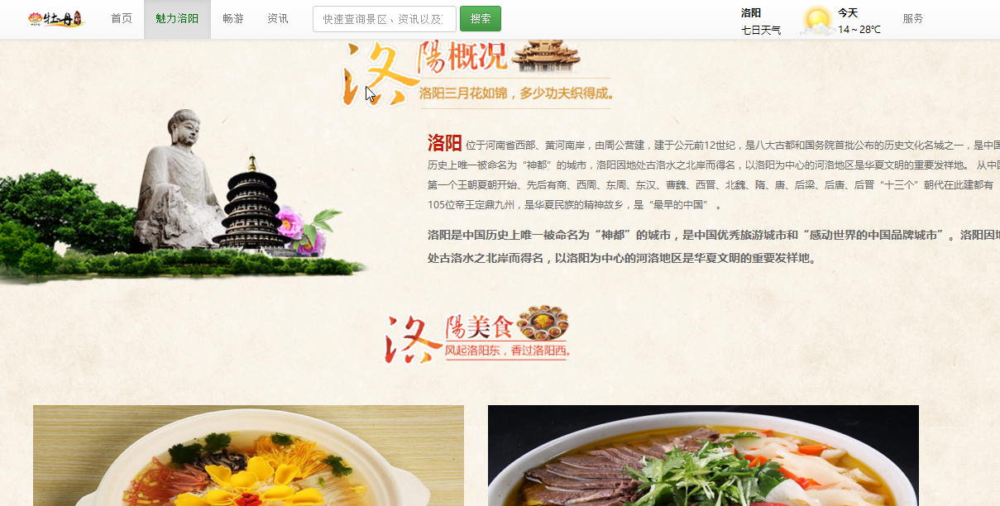 牡丹
首页 魅力洛阳 畅游 资讯 快速查询景区、资讯以及 搜索 洛阳 今天 服务
七日天气 14～28℃
洛陽概况
洛阳三月花如锦，多少功夫织得成。
洛阳 位于河南省西部、黄河南岸，由周公营建，建于公元前12世纪，是八大古都和国务院首批公布的历史文化名城之一，是中国
历史上唯一被命名为“神都”的城市，洛阳因地处古洛水之北岸而得名，以洛阳为中心的河洛地区是华夏文明的重要发祥地。 从中国
第一个王朝夏朝开始、先后有商、西周、东周、东汉、曹魏、西晋、北魏、隋、唐、后梁、后唐、后晋“十三个”朝代在此建都有
105位帝王定鼎九州，是华夏民族的精神故乡，是“最早的中国” 。
洛阳是中国历史上唯一被命名为“神都”的城市，是中国优秀旅游城市和“感动世界的中国品牌城市”。洛阳因地
处古洛水之北岸而得名，以洛阳为中心的河洛地区是华夏文明的重要发祥地。
洛陽美食
风起洛阳东，香过洛阳西。